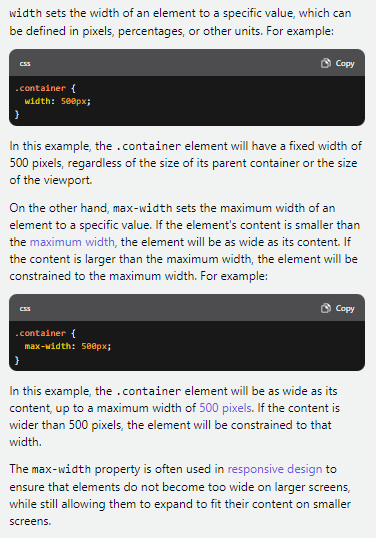 width sets the width of an element to a specific value, which can
be defined in pixels, percentages, or other units. For example:
css Copy
.container {
  width: 500px;
}
In this example, the .container element will have a fixed width of
500 pixels, regardless of the size of its parent container or the size
of the viewport.
On the other hand, max-width sets the maximum width of an
element to a specific value. If the element's content is smaller than
the maximum width, the element will be as wide as its content. If
the content is larger than the maximum width, the element will be
constrained to the maximum width. For example:
css Copy
.container {
  max-width: 500px;
}
In this example, the .container element will be as wide as its
content, up to a maximum width of 500 pixels. If the content is
wider than 500 pixels, the element will be constrained to that
width.
The max-width property is often used in responsive design to
ensure that elements do not become too wide on larger screens,
while still allowing them to expand to fit their content on smaller
screens.